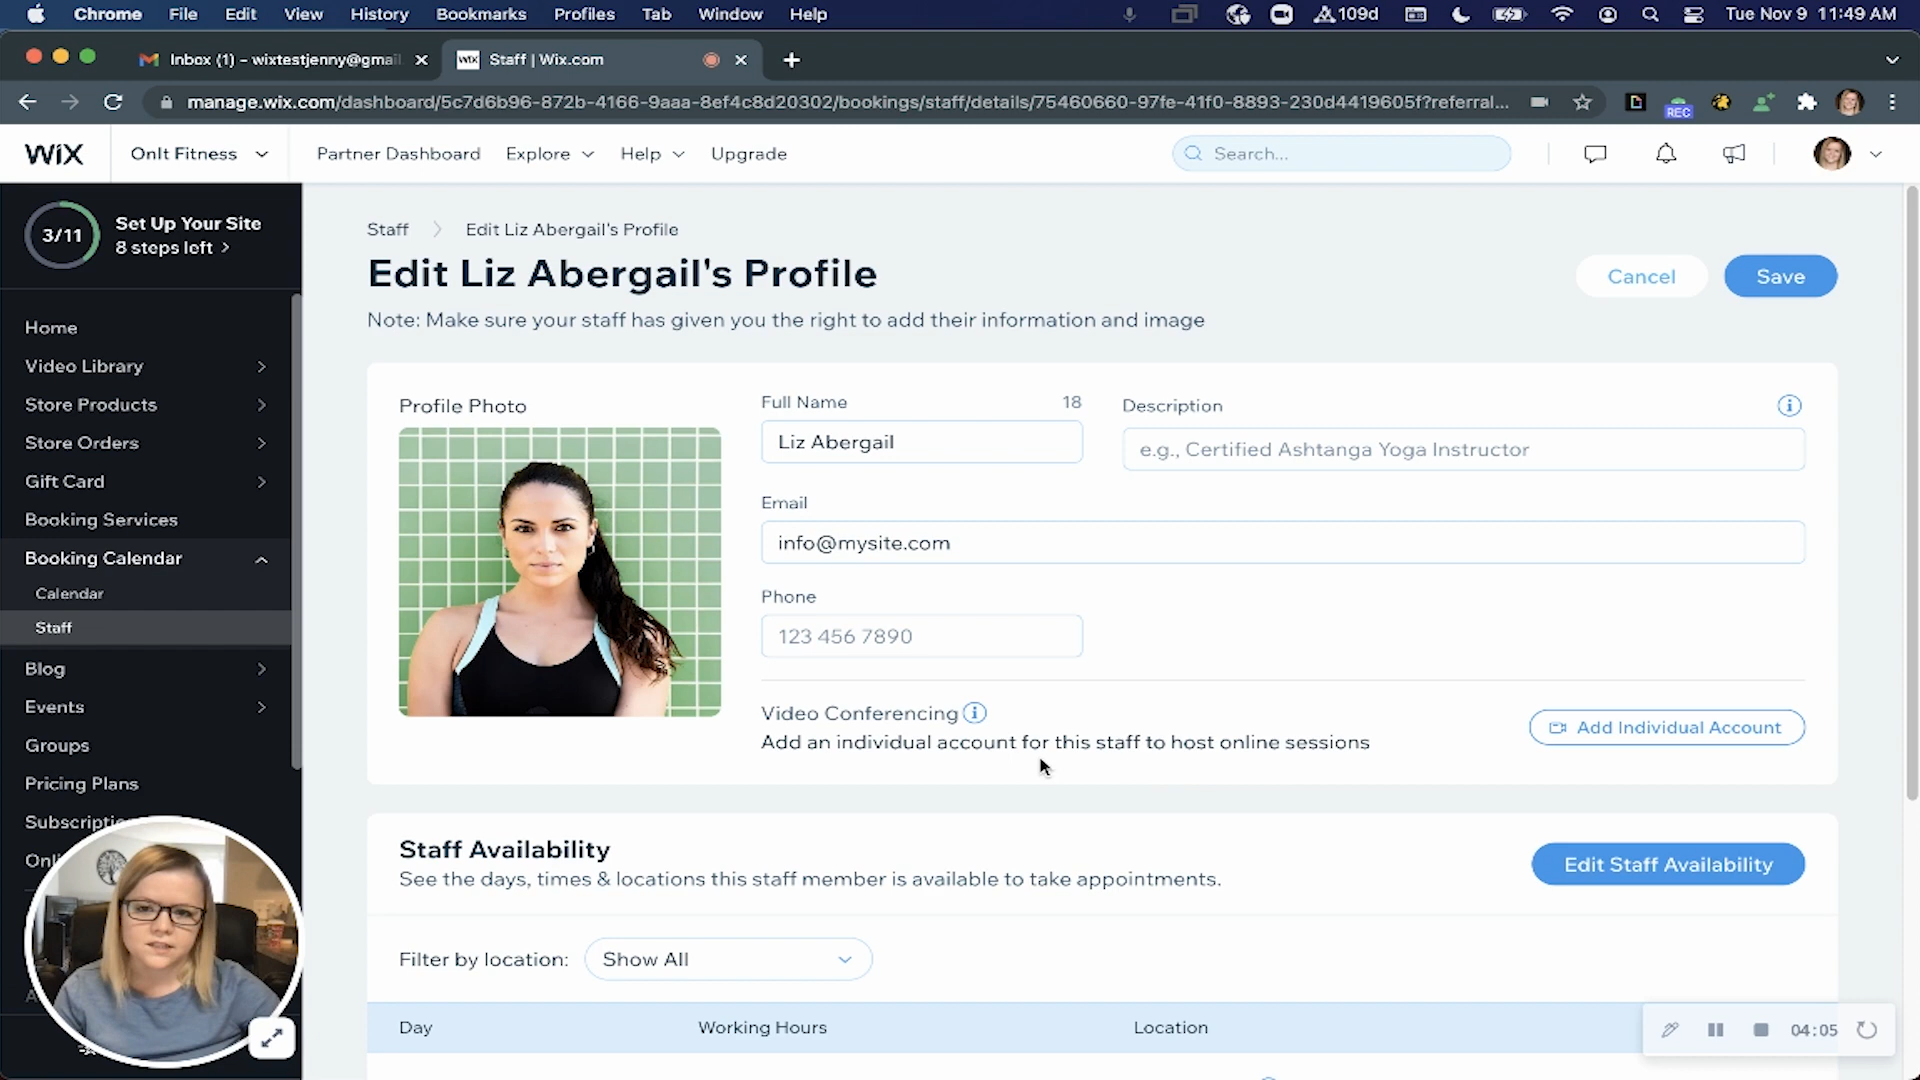 Chrome File Edit View History Bookmarks Profiles Tab Window Help 109d Tue Nov 9 11:49 AM
Inbox (1) – wixtestjenny@gmail
WIX Staff | Wix.com
manage.wix.com/dashboard/5c7d6b96-872b-4166-9aaa-8ef4c8d20302/bookings/staff/details/75460660-97fe-41f0-8893-230d4419605f?referral...
REC
WIX OnIt Fitness Partner Dashboard Explore Help Upgrade Search...
3/11
Set Up Your Site
8 steps left >
Home
Video Library
Store Products
Store Orders
Gift Card
Booking Services
Booking Calendar
Calendar
Staff
Blog
Events
Groups
Pricing Plans
Staff > Edit Liz Abergail's Profile
Edit Liz Abergail's Profile
Cancel Save
Note: Make sure your staff has given you the right to add their information and image
Profile Photo
Full Name 18
Liz Abergail
Description
e.g., Certified Ashtanga Yoga Instructor
Email
info@mysite.com
Phone
123 456 7890
Video Conferencing
Add an individual account for this staff to host online sessions
Add Individual Account
Staff Availability
See the days, times & locations this staff member is available to take appointments.
Edit Staff Availability
Filter by location: Show All
Day Working Hours Location
04:05